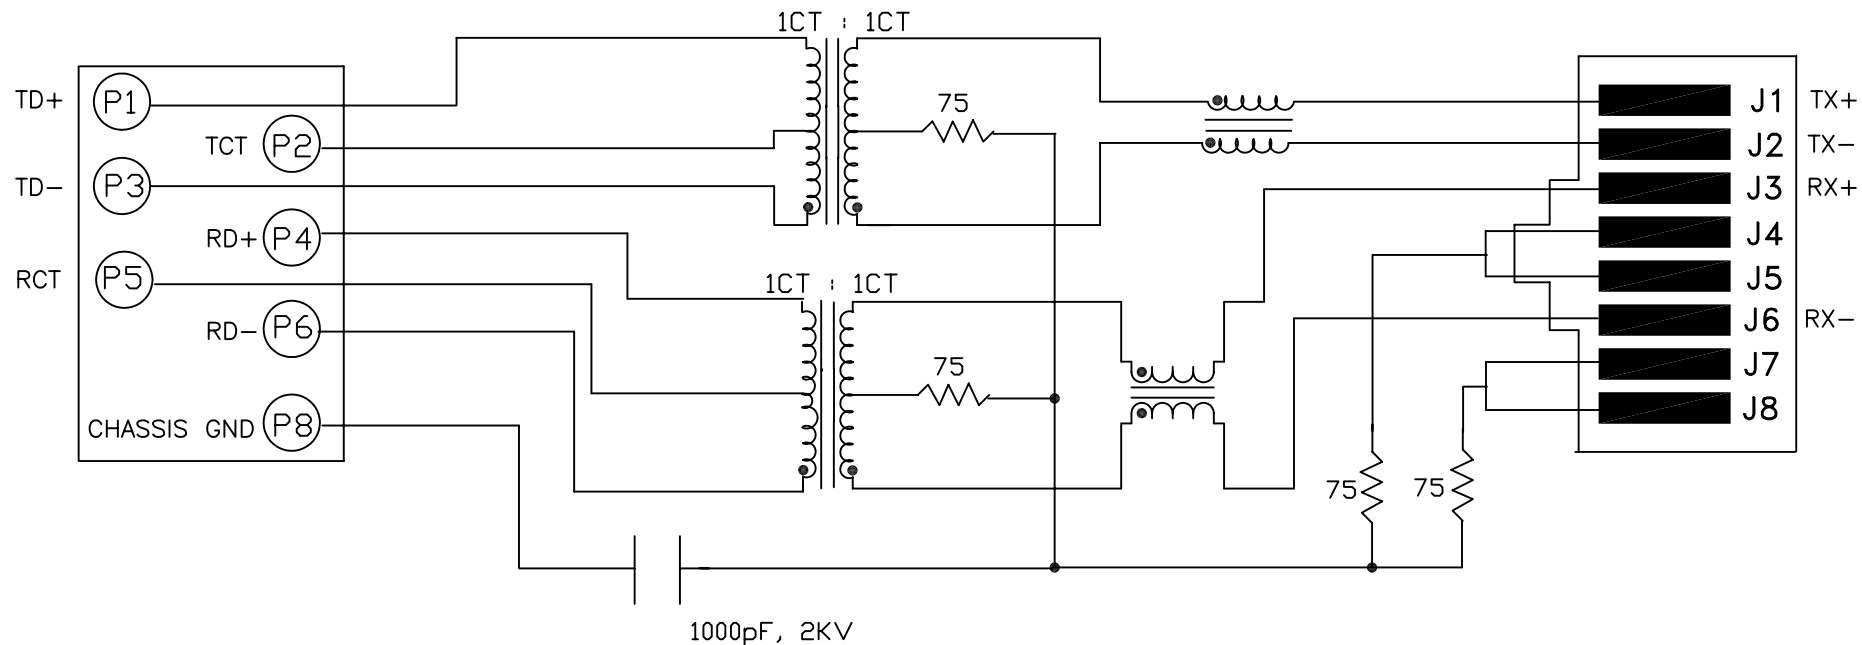 1CT : 1CT
TD+ P1
TCT P2
TD- P3
RD+ P4
RCT P5
RD- P6
CHASSIS GND P8
75
1CT : 1CT
75
1000pF, 2KV
75
75
J1 TX+
J2 TX-
J3 RX+
J4
J5
J6 RX-
J7
J8